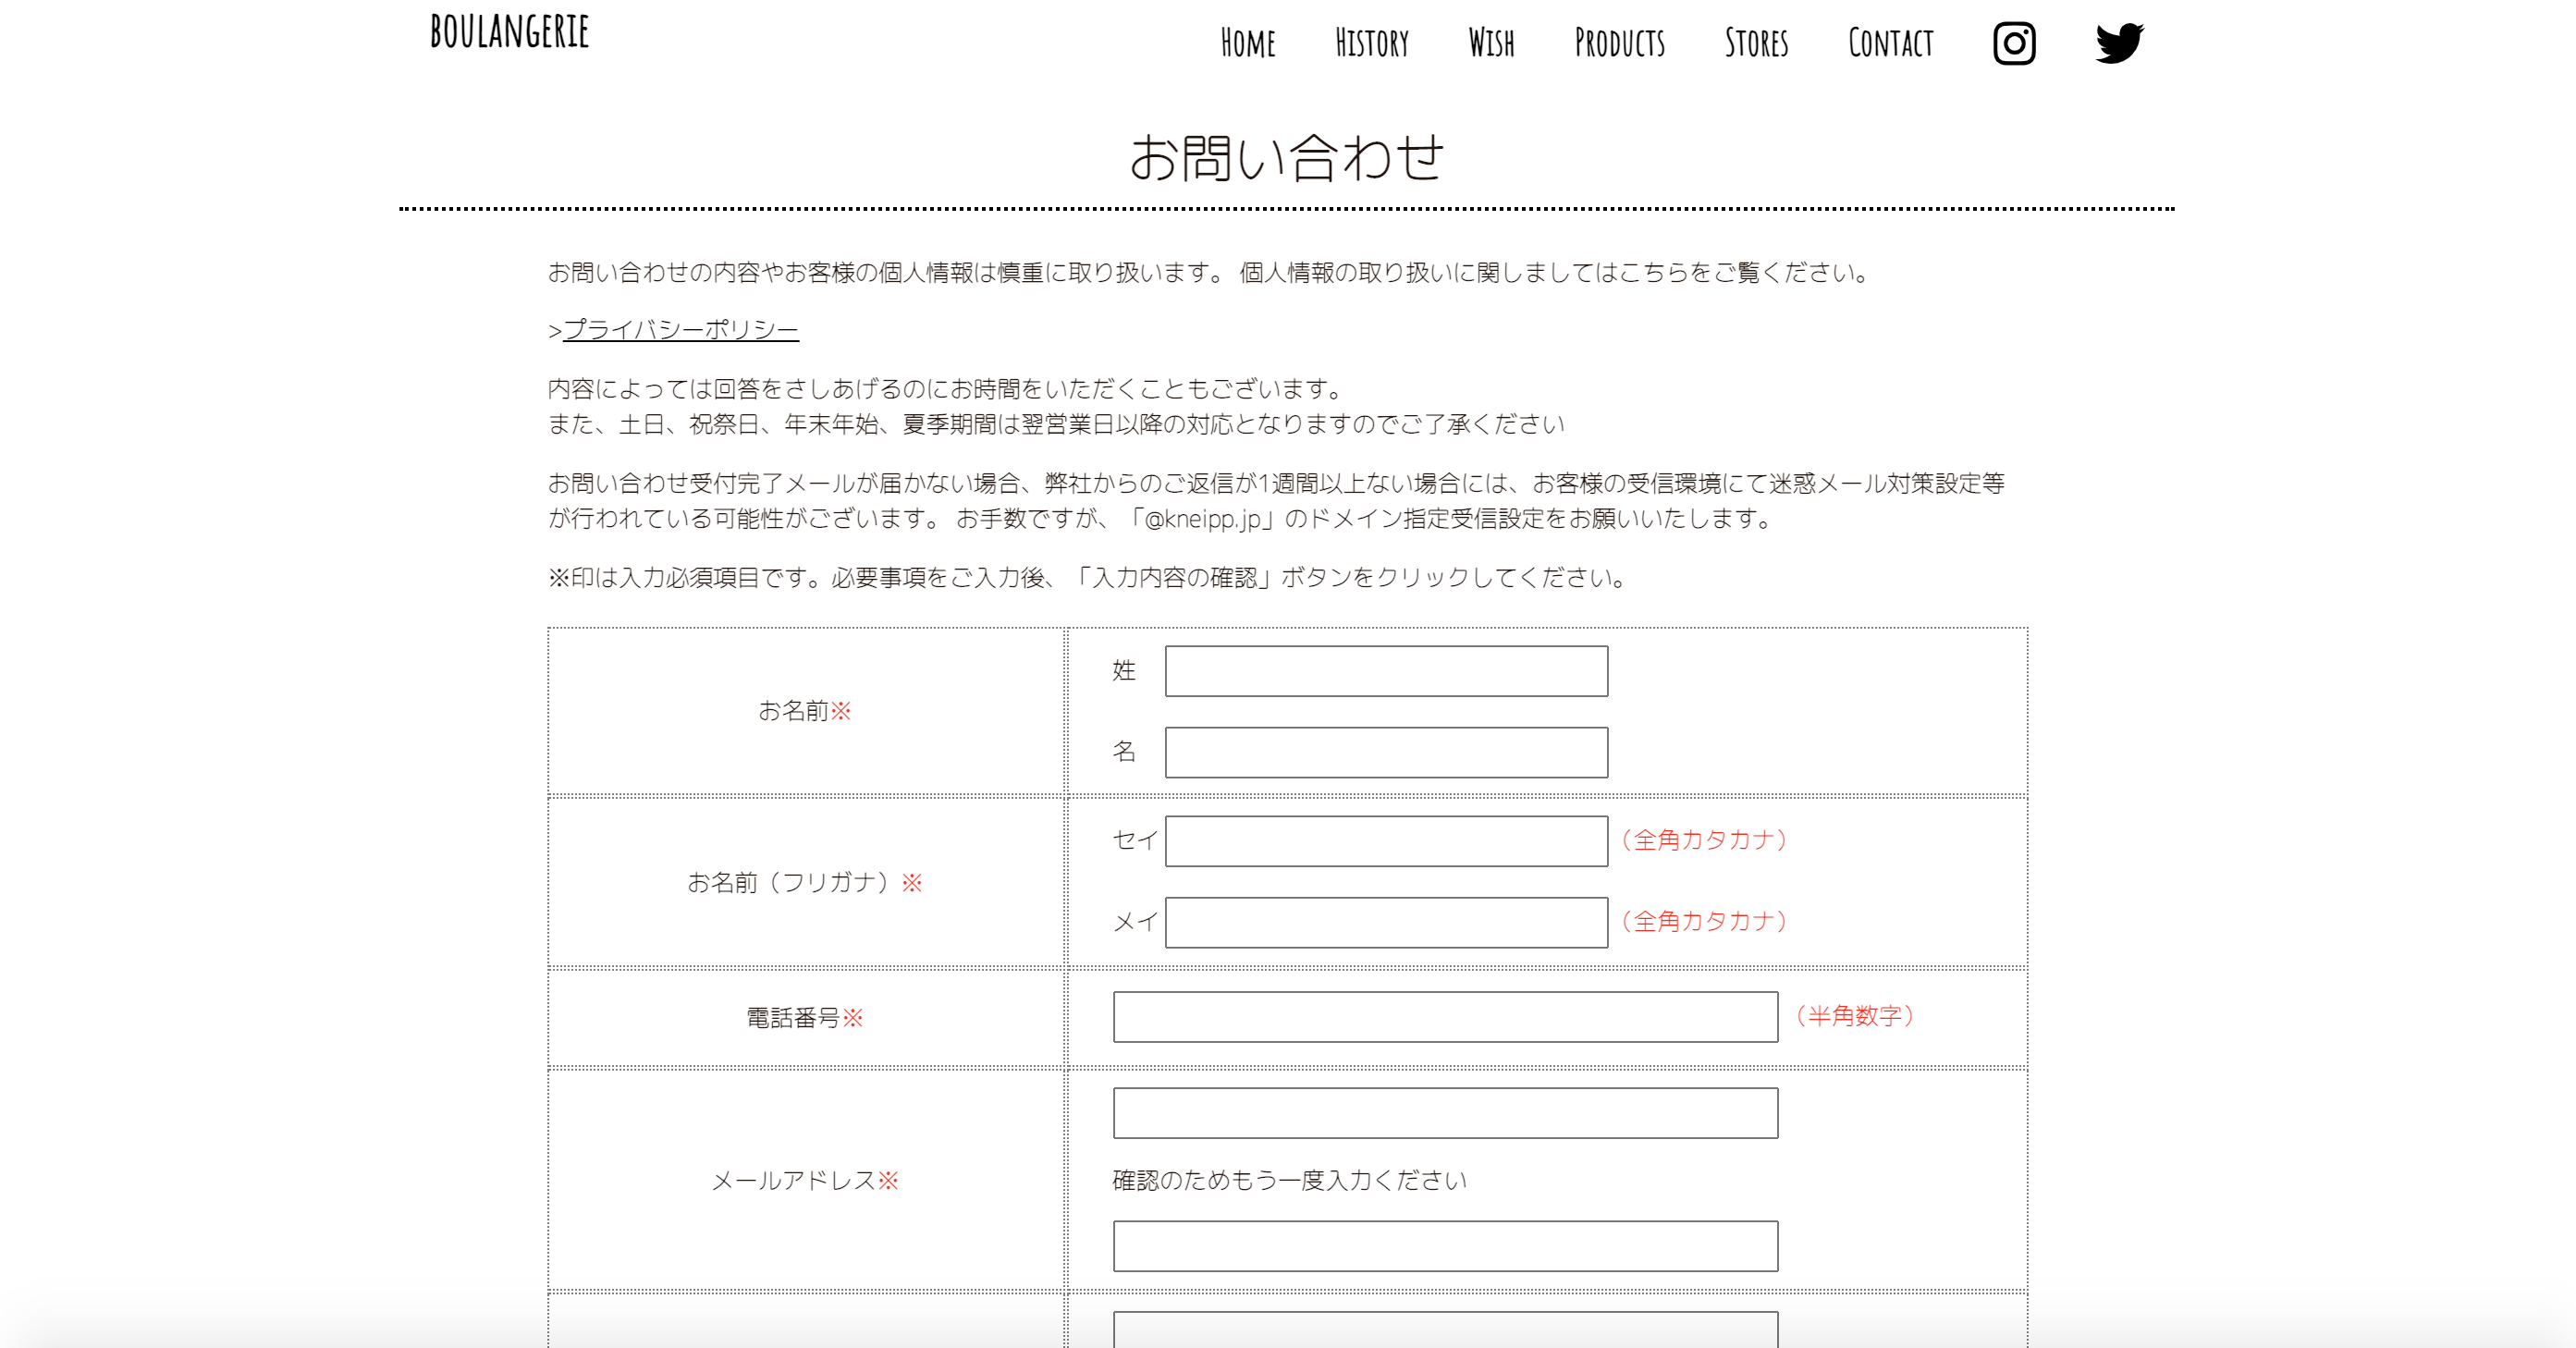 BOULANGERIE
Home History Wish Products Stores Contact
お問い合わせ
お問い合わせの内容やお客様の個人情報は慎重に取り扱います。 個人情報の取り扱いに関しましてはこちらをご覧ください。
>プライバシーポリシー
内容によっては回答をさしあげるのにお時間をいただくこともございます。
また、土日、祝祭日、年末年始、夏季期間は翌営業日以降の対応となりますのでご了承ください
お問い合わせ受付完了メールが届かない場合、弊社からのご返信が1週間以上ない場合には、お客様の受信環境にて迷惑メール対策設定等
が行われている可能性がございます。 お手数ですが、「@kneipp.jp」のドメイン指定受信設定をお願いいたします。
※印は入力必須項目です。必要事項をご入力後、「入力内容の確認」ボタンをクリックしてください。
お名前※
姓
名
お名前（フリガナ）※
セイ （全角カタカナ）
メイ （全角カタカナ）
電話番号※
（半角数字）
メールアドレス※
確認のためもう一度入力ください